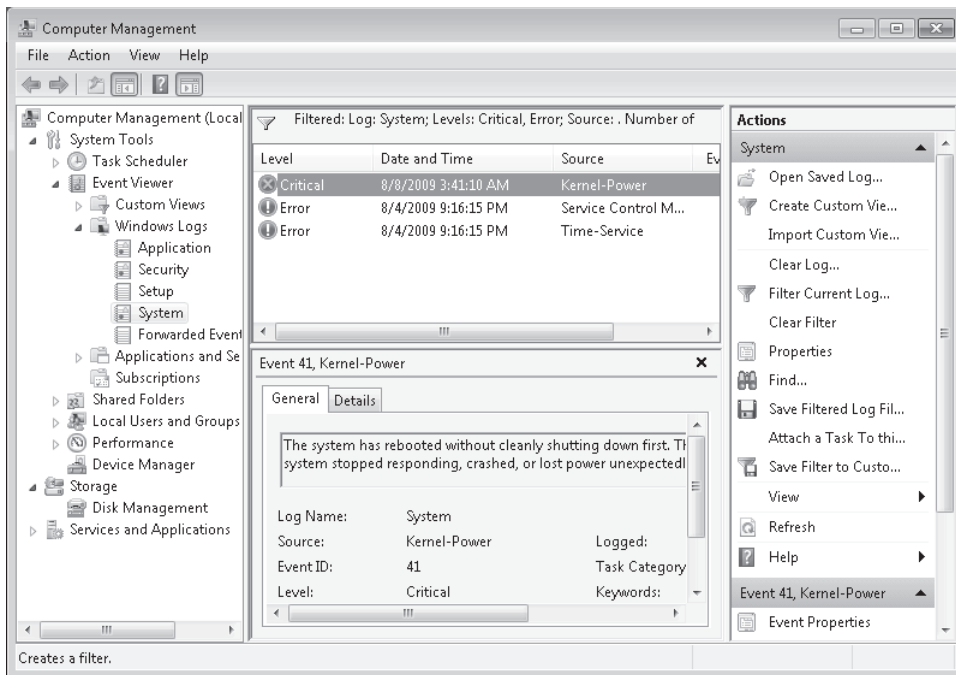 Computer Management
File Action View Help
Computer Management (Local
System Tools
Task Scheduler
Event Viewer
Custom Views
Windows Logs
Application
Security
Setup
System
Forwarded Event
Applications and Se
Subscriptions
Shared Folders
Local Users and Groups
Performance
Device Manager
Storage
Disk Management
Services and Applications
Filtered: Log: System; Levels: Critical, Error; Source: . Number of
Level Date and Time Source Ev
Critical 8/8/2009 3:41:10 AM Kernel-Power
Error 8/4/2009 9:16:15 PM Service Control M...
Error 8/4/2009 9:16:15 PM Time-Service
Event 41, Kernel-Power
General Details
The system has rebooted without cleanly shutting down first. Th
system stopped responding, crashed, or lost power unexpectedl
Log Name: System
Source: Kernel-Power Logged:
Event ID: 41 Task Category
Level: Critical Keywords:
Actions
System
Open Saved Log...
Create Custom Vie...
Import Custom Vie...
Clear Log...
Filter Current Log...
Clear Filter
Properties
Find...
Save Filtered Log Fil...
Attach a Task To thi...
Save Filter to Custo...
View
Refresh
Help
Event 41, Kernel-Power
Event Properties
Creates a filter.